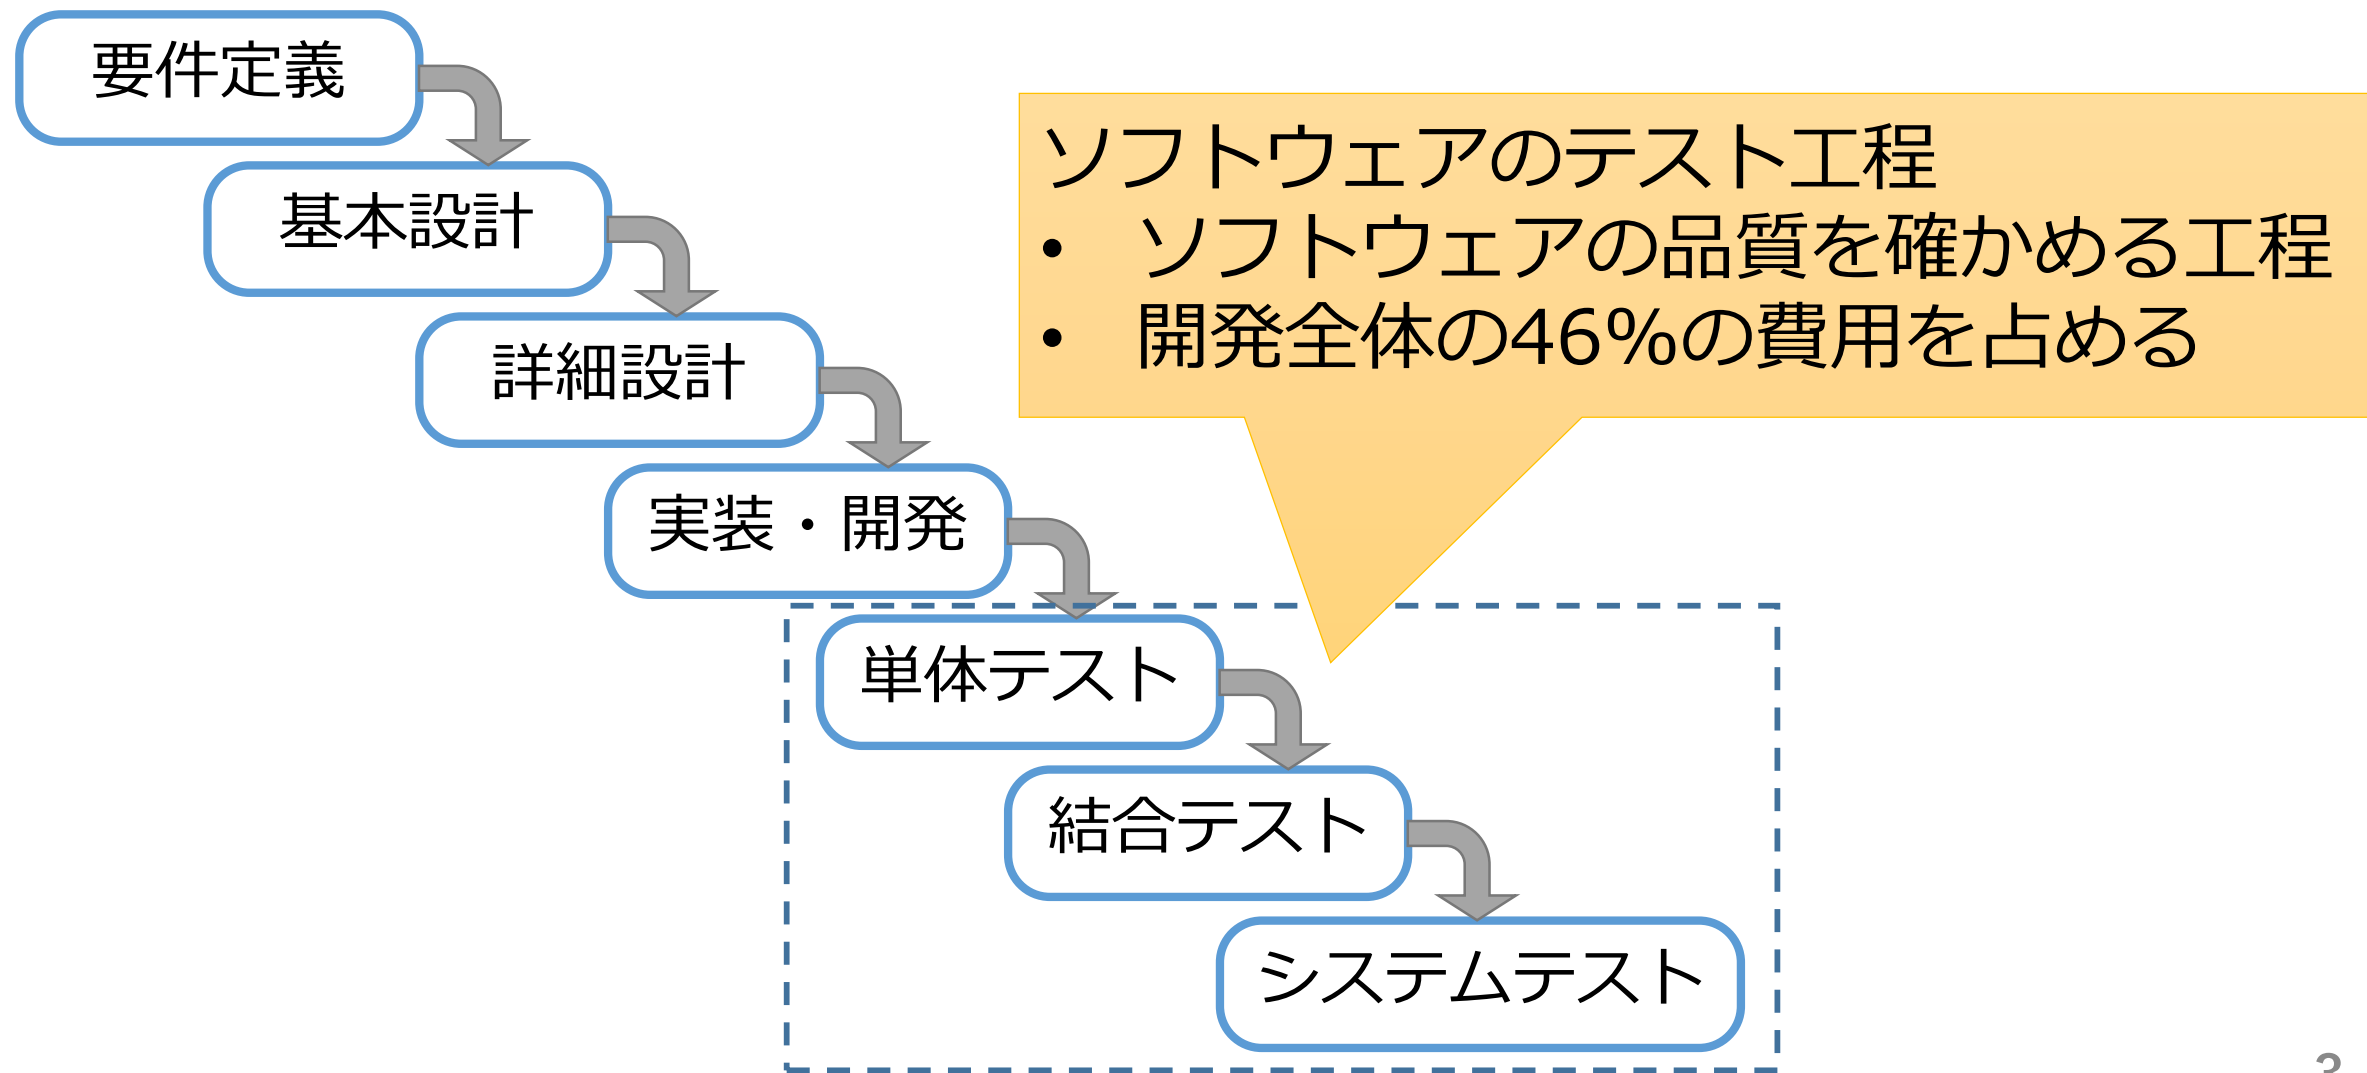 要件定義
基本設計
詳細設計
実装・開発
単体テスト
結合テスト
システムテスト
ソフトウェアのテスト工程
• ソフトウェアの品質を確かめる工程
• 開発全体の46%の費用を占める